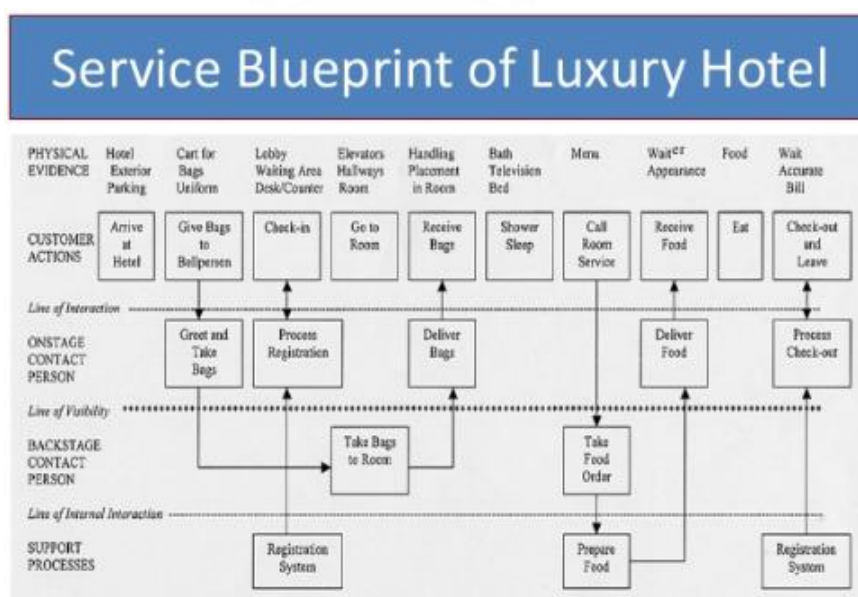 Service Blueprint of Luxury Hotel
PHYSICAL
EVIDENCE
Hotel
Exterior
Parking
Cart for
Bags
Uniform
Lobby
Waiting Area
Desk/Counter
Elevators
Hallways
Room
Handling
Placement
in Room
Bath
Television
Bed
Menu
Waiter
Appearance
Food
Wait
Accurate
Bill
CUSTOMER
ACTIONS
Arrive
at
Hotel
Give Bags
to
Bellperson
Check-in
Go to
Room
Receive
Bags
Shower
Sleep
Call
Room
Service
Receive
Food
Eat
Check-out
and
Leave
Line of Interaction
ONSTAGE
CONTACT
PERSON
Greet and
Take
Bags
Process
Registration
Deliver
Bags
Deliver
Food
Process
Check-out
Line of Visibility
BACKSTAGE
CONTACT
PERSON
Take Bags
to Room
Take
Food
Order
Line of Internal Interaction
SUPPORT
PROCESSES
Registration
System
Prepare
Food
Registration
System